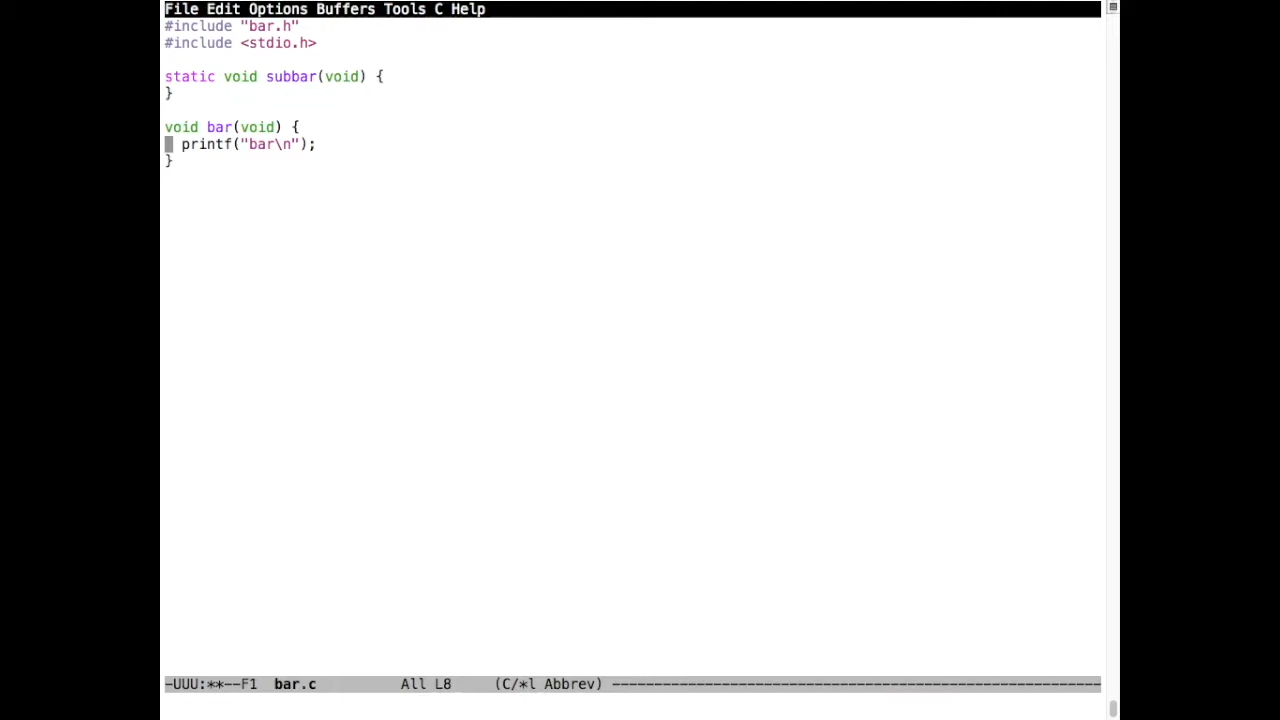 File Edit Options Buffers Tools C Help
#include "bar.h"
#include <stdio.h>
static void subbar(void) {
}
void bar(void) {
  printf("bar\n");
}
-UUU:**--F1  bar.c          All L8     (C/*l Abbrev) ----------------------------------------------------------